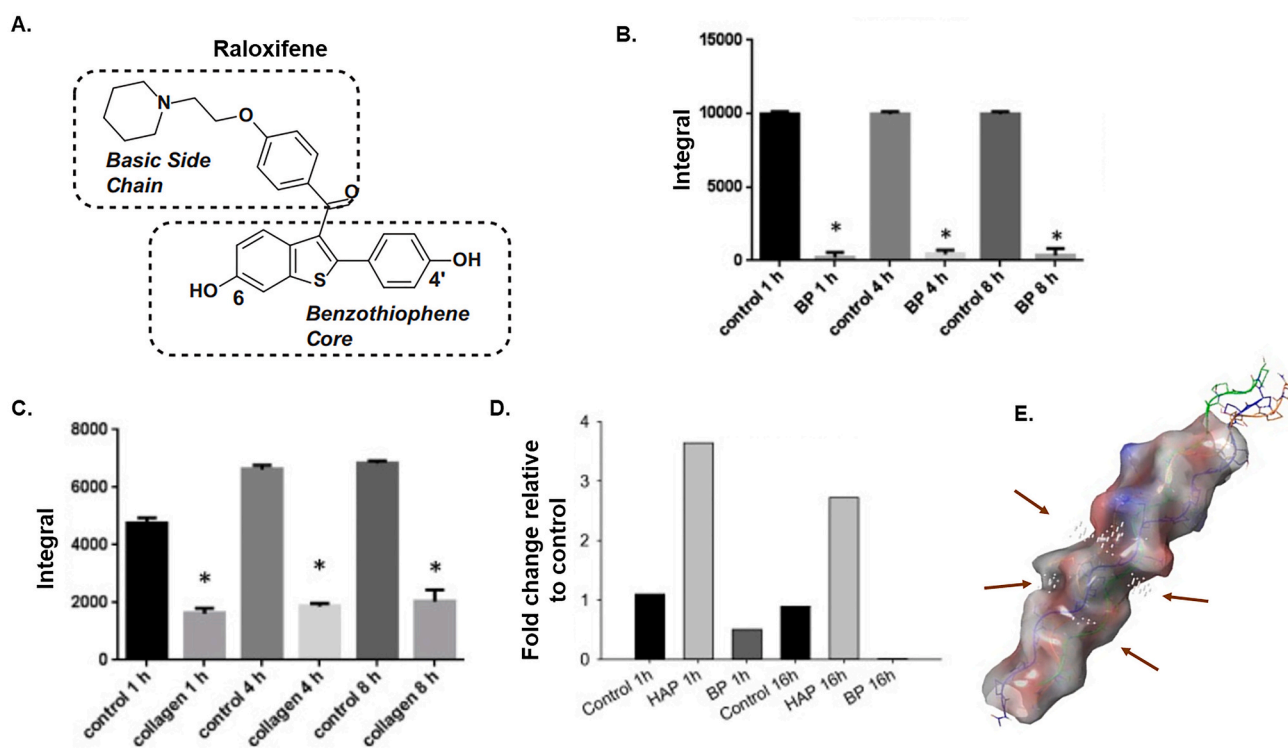 A.
Raloxifene
N
O
Basic Side
Chain
O
HO
6
S
4'
OH
Benzothiophene
Core
B.
Integral
15000
10000
5000
0
*
*
*
control 1 h
BP 1 h
control 4 h
BP 4 h
control 8 h
BP 8 h
C.
Integral
8000
6000
4000
2000
0
*
*
*
control 1 h
collagen 1 h
control 4 h
collagen 4 h
control 8 h
collagen 8 h
D.
Fold change relative
to control
4
3
2
1
0
Control 1h
HAP 1h
BP 1h
Control 16h
HAP 16h
BP 16h
E.